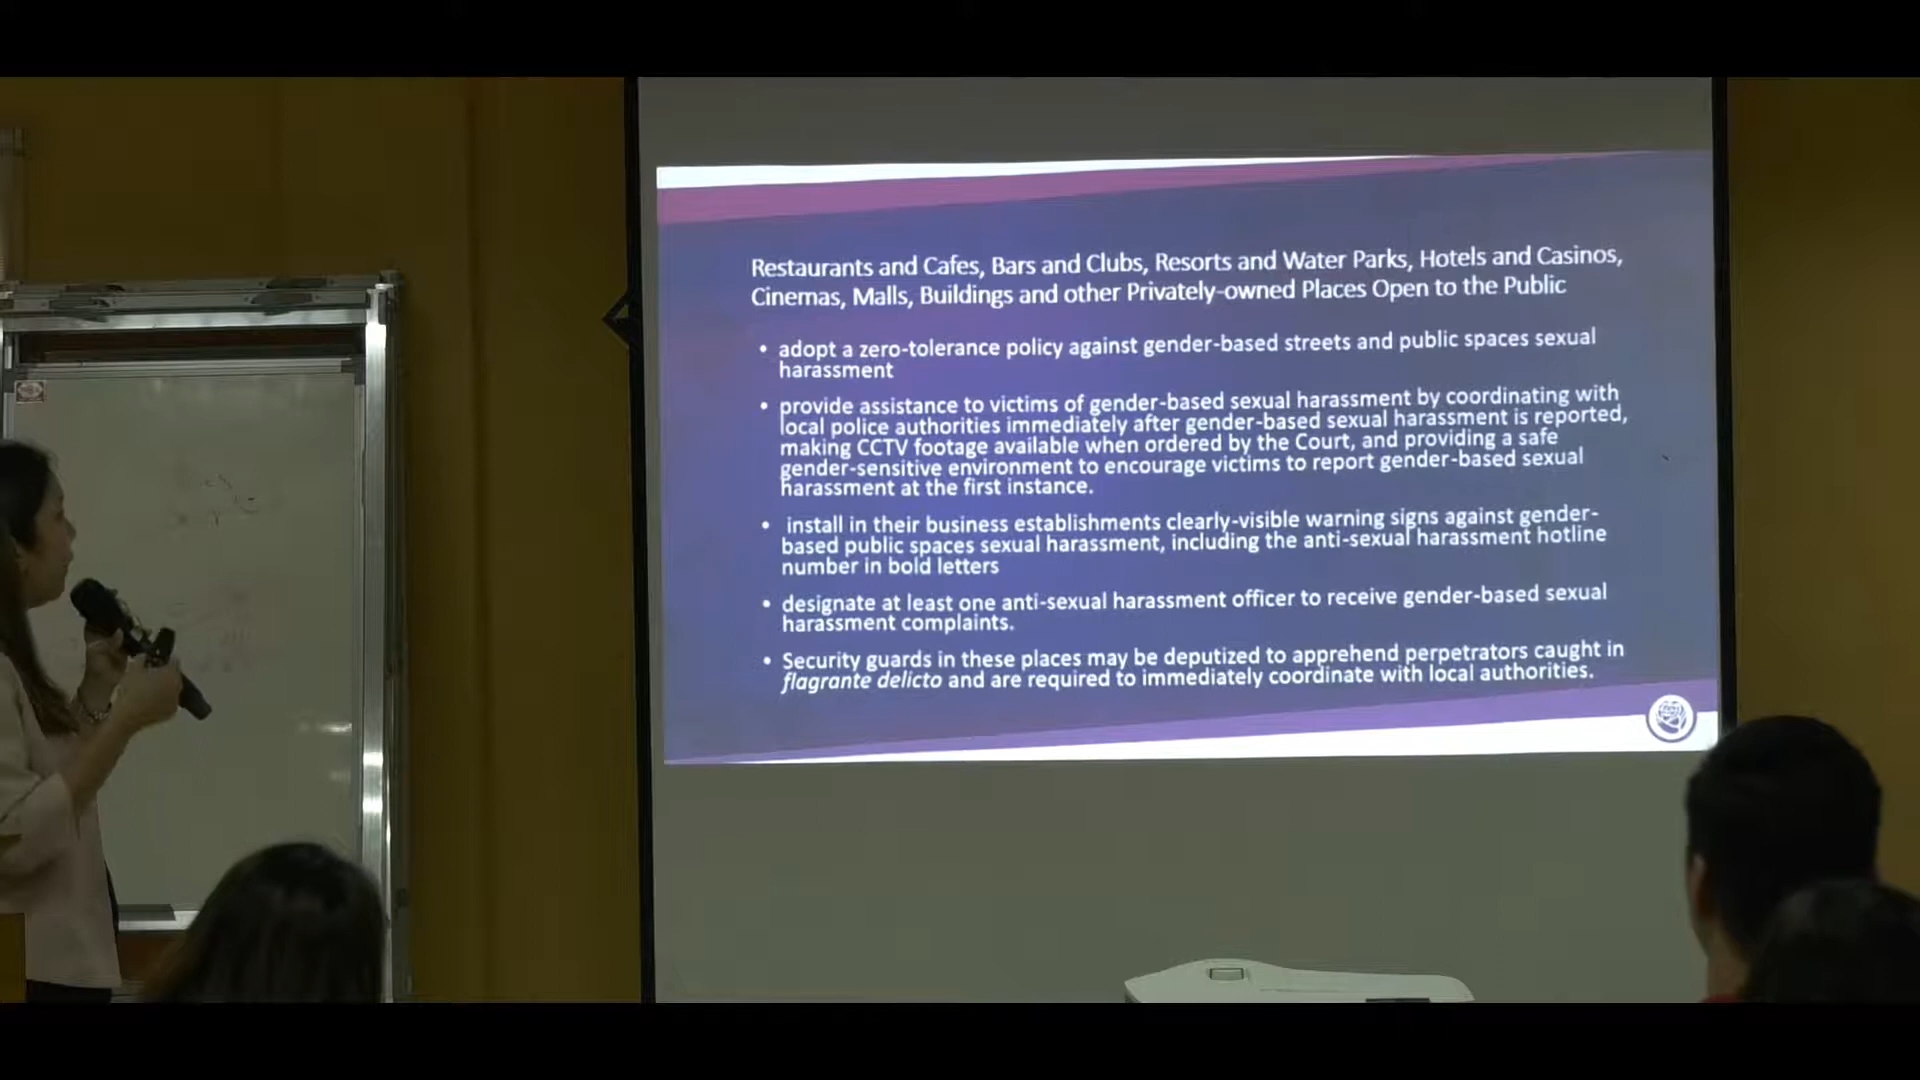 Restaurants and Cafes, Bars and Clubs, Resorts and Water Parks, Hotels and Casinos,
Cinemas, Malls, Buildings and other Privately-owned Places Open to the Public
• adopt a zero-tolerance policy against gender-based streets and public spaces sexual
harassment
• provide assistance to victims of gender-based sexual harassment by coordinating with
local police authorities immediately after gender-based sexual harassment is reported,
making CCTV footage available when ordered by the Court, and providing a safe
gender-sensitive environment to encourage victims to report gender-based sexual
harassment at the first instance.
• install in their business establishments clearly-visible warning signs against gender-
based public spaces sexual harassment, including the anti-sexual harassment hotline
number in bold letters
• designate at least one anti-sexual harassment officer to receive gender-based sexual
harassment complaints.
• Security guards in these places may be deputized to apprehend perpetrators caught in
flagrante delicto and are required to immediately coordinate with local authorities.